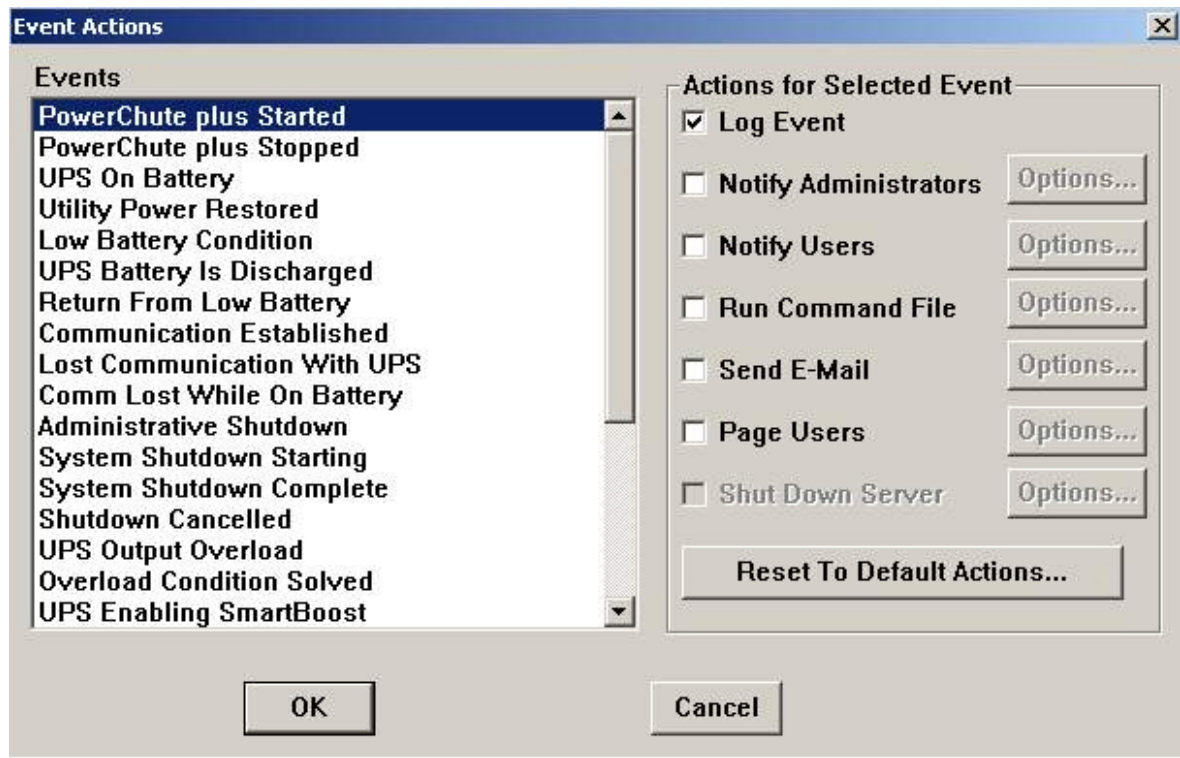 Event Actions
Events
PowerChute plus Started
PowerChute plus Stopped
UPS On Battery
Utility Power Restored
Low Battery Condition
UPS Battery Is Discharged
Return From Low Battery
Communication Established
Lost Communication With UPS
Comm Lost While On Battery
Administrative Shutdown
System Shutdown Starting
System Shutdown Complete
Shutdown Cancelled
UPS Output Overload
Overload Condition Solved
UPS Enabling SmartBoost
Actions for Selected Event
Log Event
Notify Administrators Options...
Notify Users Options...
Run Command File Options...
Send E-Mail Options...
Page Users Options...
Shut Down Server Options...
Reset To Default Actions...
OK Cancel